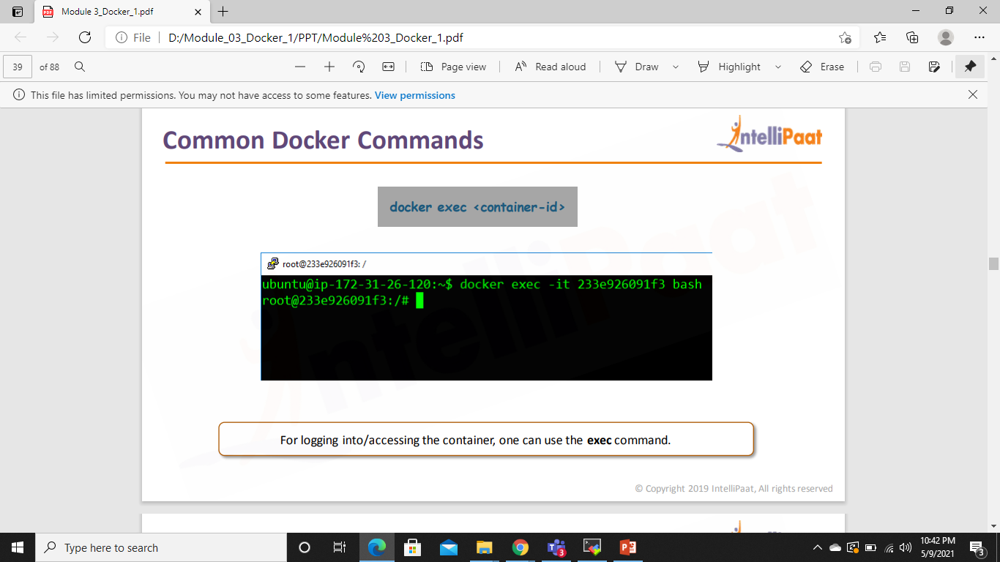 Module 3_Docker_1.pdf
File
D:/Module_03_Docker_1/PPT/Module%203_Docker_1.pdf
39 of 88
Page view
Read aloud
Draw
Highlight
Erase
This file has limited permissions. You may not have access to some features. View permissions
Common Docker Commands
IntelliPaat
docker exec <container-id>
root@233e926091f3: /
ubuntu@ip-172-31-26-120:~$ docker exec -it 233e926091f3 bash
root@233e926091f3:/#
For logging into/accessing the container, one can use the exec command.
© Copyright 2019 IntelliPaat, All rights reserved
Type here to search
3
10:42 PM
5/9/2021
3